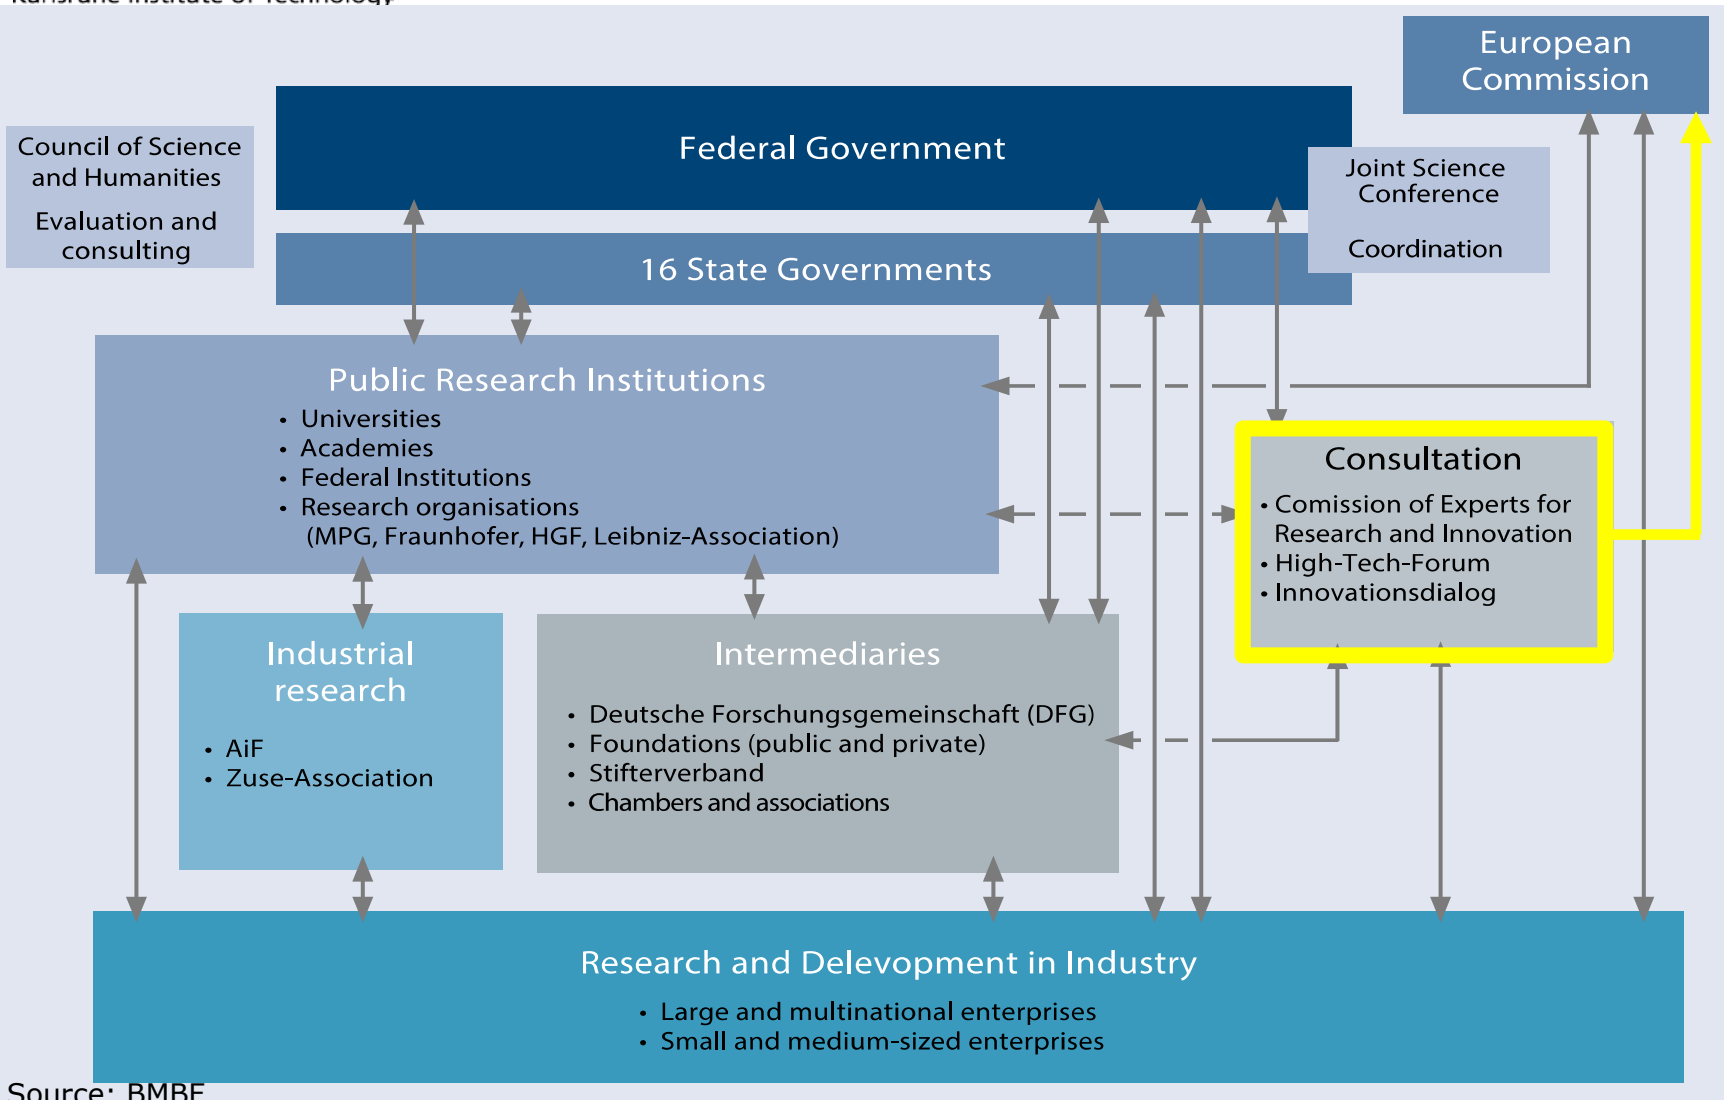 Karlsruhe Institute of Technology
European
Commission
Federal Government
Council of Science
and Humanities
Evaluation and
consulting
Joint Science
Conference
Coordination
16 State Governments
Public Research Institutions
• Universities
• Academies
• Federal Institutions
• Research organisations
(MPG, Fraunhofer, HGF, Leibniz-Association)
Consultation
• Comission of Experts for
Research and Innovation
• High-Tech-Forum
• Innovationsdialog
Industrial
research
• AiF
• Zuse-Association
Intermediaries
• Deutsche Forschungsgemeinschaft (DFG)
• Foundations (public and private)
• Stifterverband
• Chambers and associations
Research and Delevopment in Industry
• Large and multinational enterprises
• Small and medium-sized enterprises
Source: BMBF